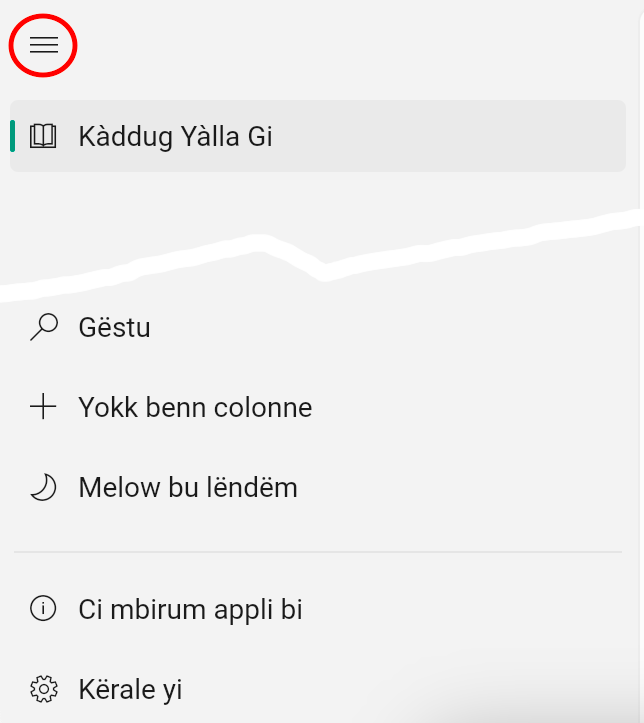 Kàddug Yàlla Gi
Gëstu
Yokk benn colonne
Melow bu lëndëm
Ci mbirum appli bi
Kërale yi